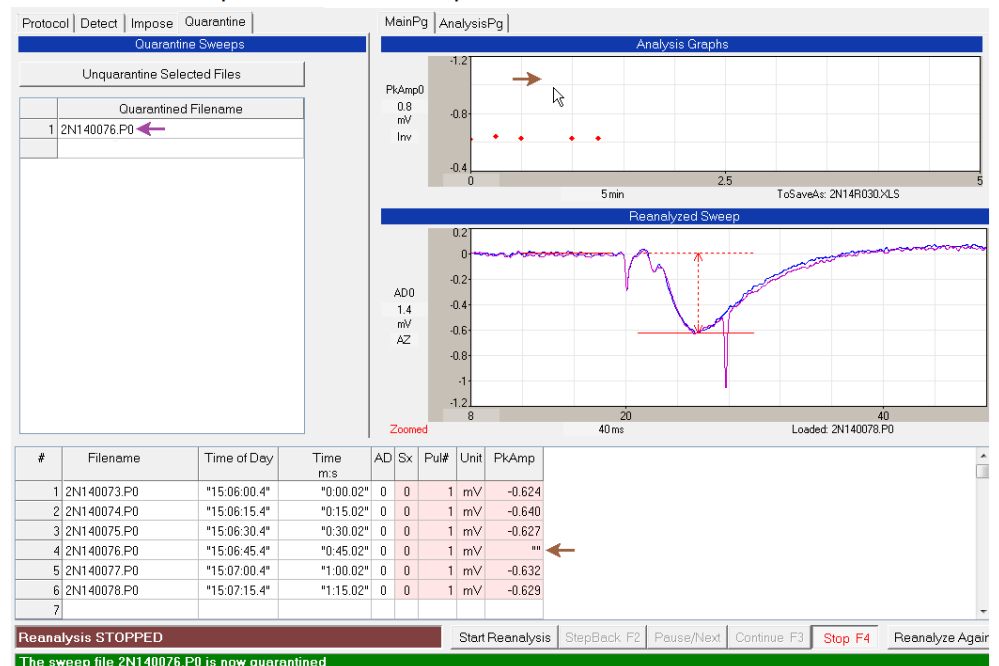 Protocol Detect Impose Quarantine
MainPg AnalysisPg
Quarantine Sweeps
Unquarantine Selected Files
Quarantined Filename
1 2N140076.P0
Analysis Graphs
PkAmp0
0.8
mV
Inv
-1.2
-0.8
-0.4
0 2.5 5
5 min ToSaveAs: 2N14R030.XLS
Reanalyzed Sweep
AD0
1.4
mV
AZ
0.2
0
-0.2
-0.4
-0.6
-0.8
-1
-1.2
8 20 40
Zoomed 40 ms Loaded: 2N140078.P0
# Filename Time of Day Time m:s AD Sx Pul# Unit PkAmp
1 2N140073.P0 "15:06:00.4" "0:00.02" 0 0 1 mV -0.624
2 2N140074.P0 "15:06:15.4" "0:15.02" 0 0 1 mV -0.640
3 2N140075.P0 "15:06:30.4" "0:30.02" 0 0 1 mV -0.627
4 2N140076.P0 "15:06:45.4" "0:45.02" 0 0 1 mV ""
5 2N140077.P0 "15:07:00.4" "1:00.02" 0 0 1 mV -0.632
6 2N140078.P0 "15:07:15.4" "1:15.02" 0 0 1 mV -0.629
7
Reanalysis STOPPED Start Reanalysis StepBack F2 Pause/Next Continue F3 Stop F4 Reanalyze Again
The sweep file 2N140076.P0 is now quarantined